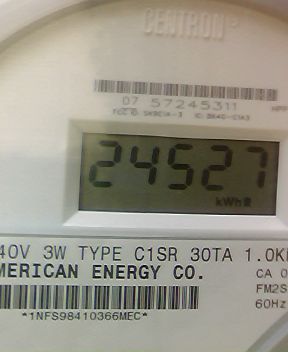 CENTRON
07 57245311
24527
kWh
40V 3W TYPE C1SR 30TA 1.0K
MERICAN ENERGY CO.
CA 0
FM2S
60Hz
*1NFS98410366MEC*